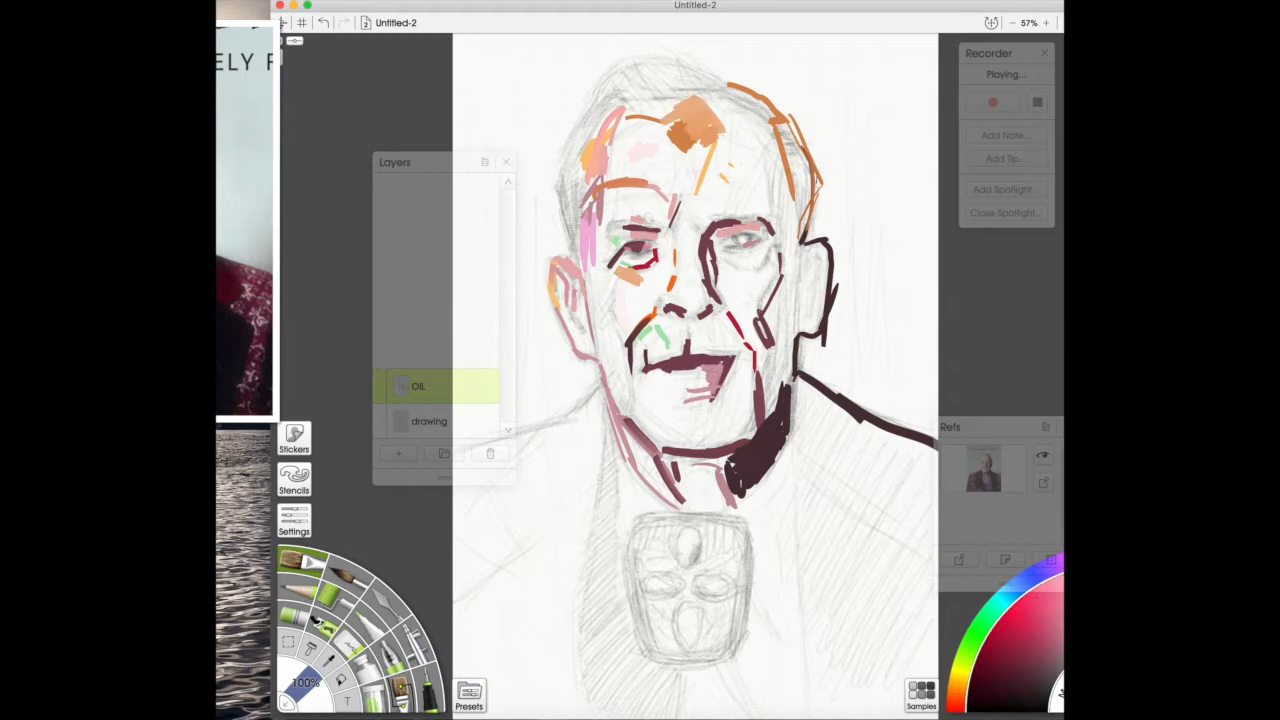 Untitled-2
Untitled-2
57%
ELY F
Recorder
Playing...
Add Note...
Add Tip...
Add Spotlight...
Close Spotlight...
Layers
OIL
drawing
Refs
Stickers
Stencils
Settings
100%
T
Presets
Samples